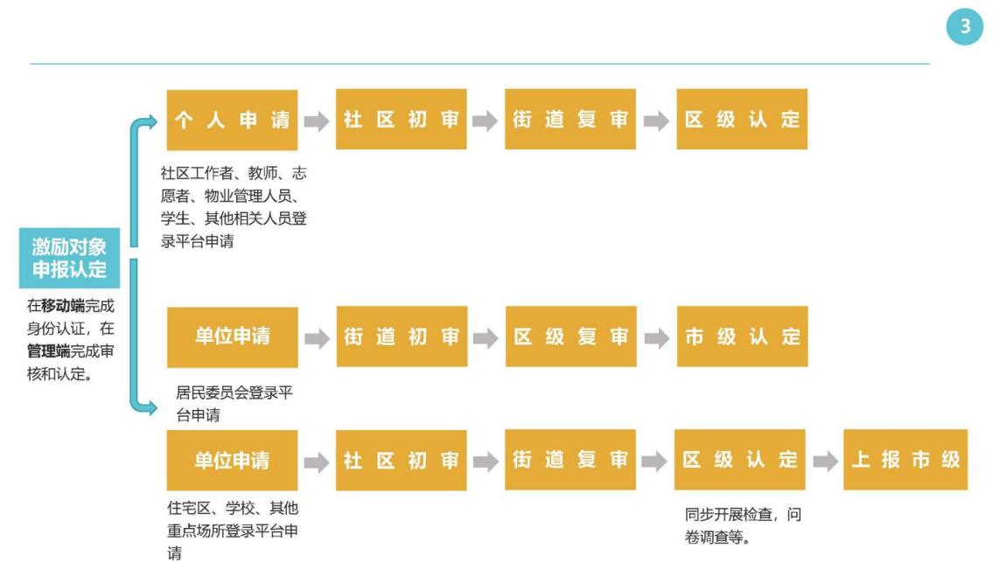 3
个人申请
社区初审
街道复审
区级认定
社区工作者、教师、志
愿者、物业管理人员、
学生、其他相关人员登
录平台申请
激励对象
申报认定
在移动端完成
身份认证，在
管理端完成审
核和认定。
单位申请
街道初审
区级复审
市级认定
居民委员会登录平
台申请
单位申请
社区初审
街道复审
区级认定
上报市级
住宅区、学校、其他
重点场所登录平台申
请
同步开展检查，问
卷调查等。